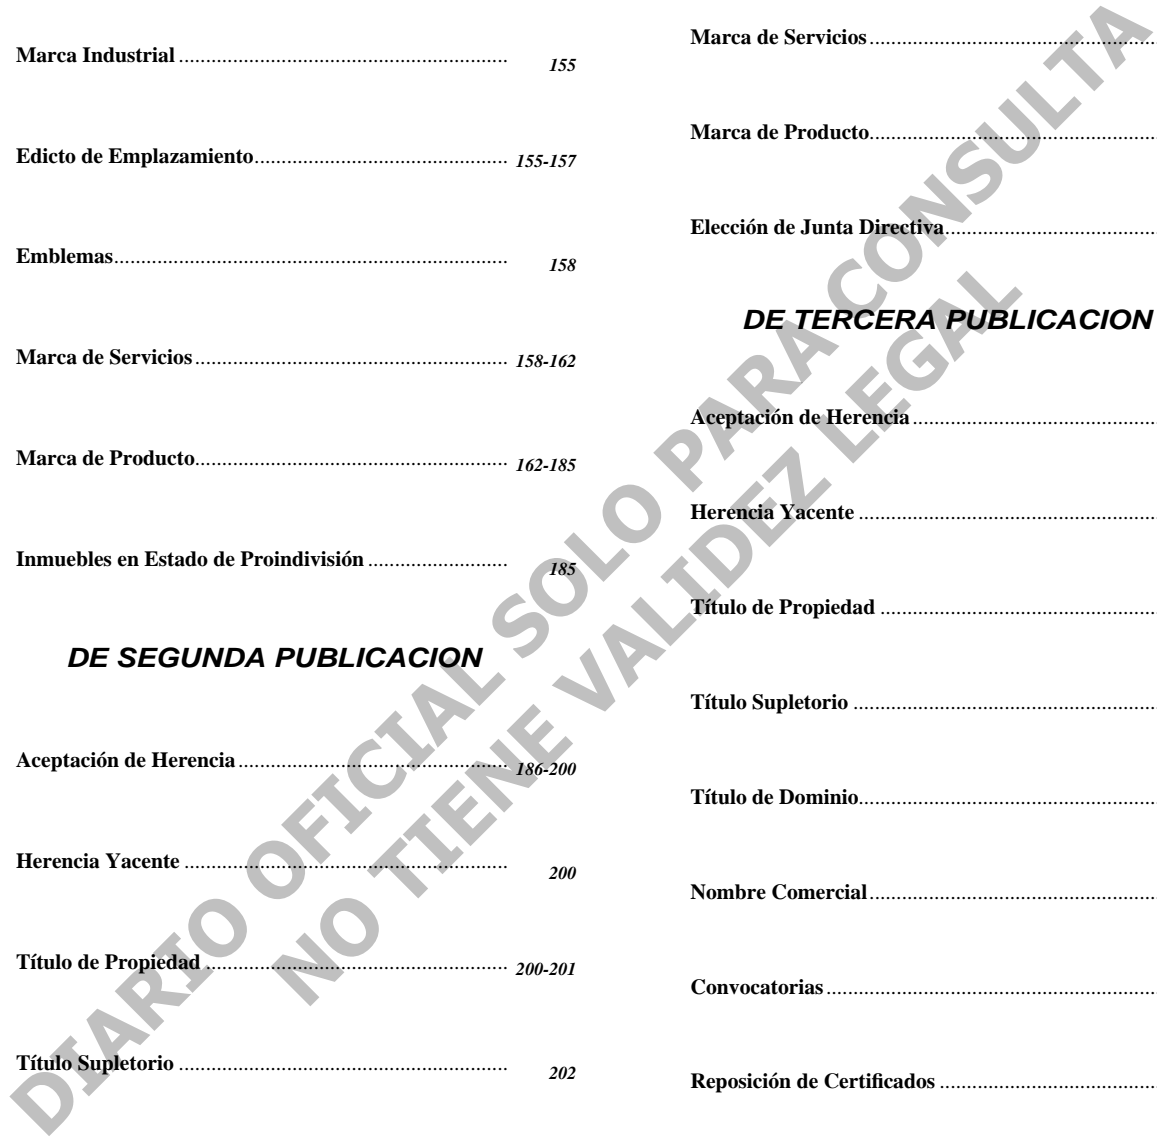 Marca Industrial ............................................................. 155
Edicto de Emplazamiento............................................... 155-157
Emblemas......................................................................... 158
Marca de Servicios.......................................................... 158-162
Marca de Producto.......................................................... 162-185
Inmuebles en Estado de Proindivisión .......................... 185
DE SEGUNDA PUBLICACION
Aceptación de Herencia.................................................. 186-200
Herencia Yacente ............................................................ 200
Título de Propiedad ........................................................ 200-201
Título Supletorio ............................................................. 202
Marca de Servicios.....................................................
Marca de Producto.....................................................
Elección de Junta Directiva.......................................
DE TERCERA PUBLICACION
Aceptación de Herencia.............................................
Herencia Yacente .......................................................
Título de Propiedad ...................................................
Título Supletorio ........................................................
Título de Dominio.......................................................
Nombre Comercial.....................................................
Convocatorias.............................................................
Reposición de Certificados ........................................
DIARIO OFICIAL SOLO PARA CONSULTA
NO TIENE VALIDEZ LEGAL